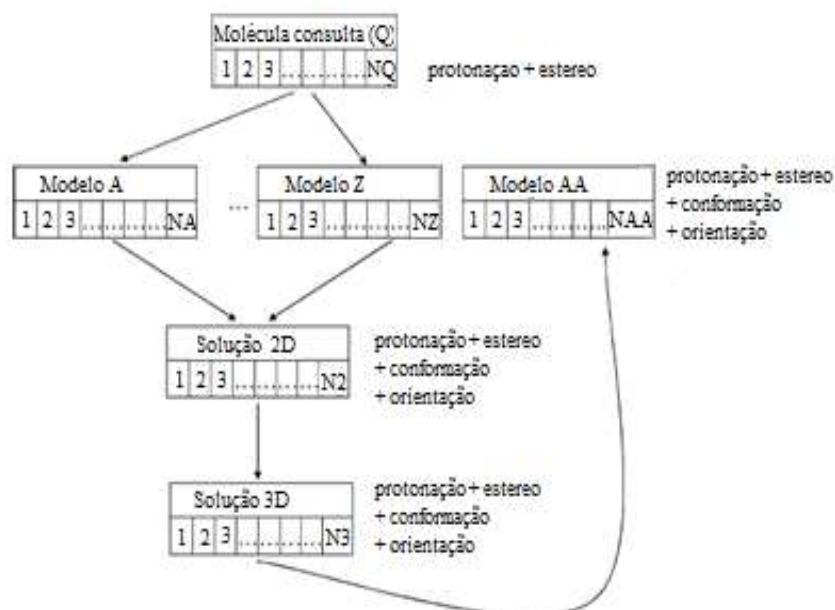 Molécula consulta (Q)
1 2 3 .......... NQ
protonação + estereo
Modelo A
1 2 3 .......... NA
...
Modelo Z
1 2 3 .......... NZ
Modelo AA
1 2 3 .......... NAA
protonação + estereo
+ conformação
+ orientação
Solução 2D
1 2 3 .......... N2
protonação + estereo
+ conformação
+ orientação
Solução 3D
1 2 3 .......... N3
protonação + estereo
+ conformação
+ orientação